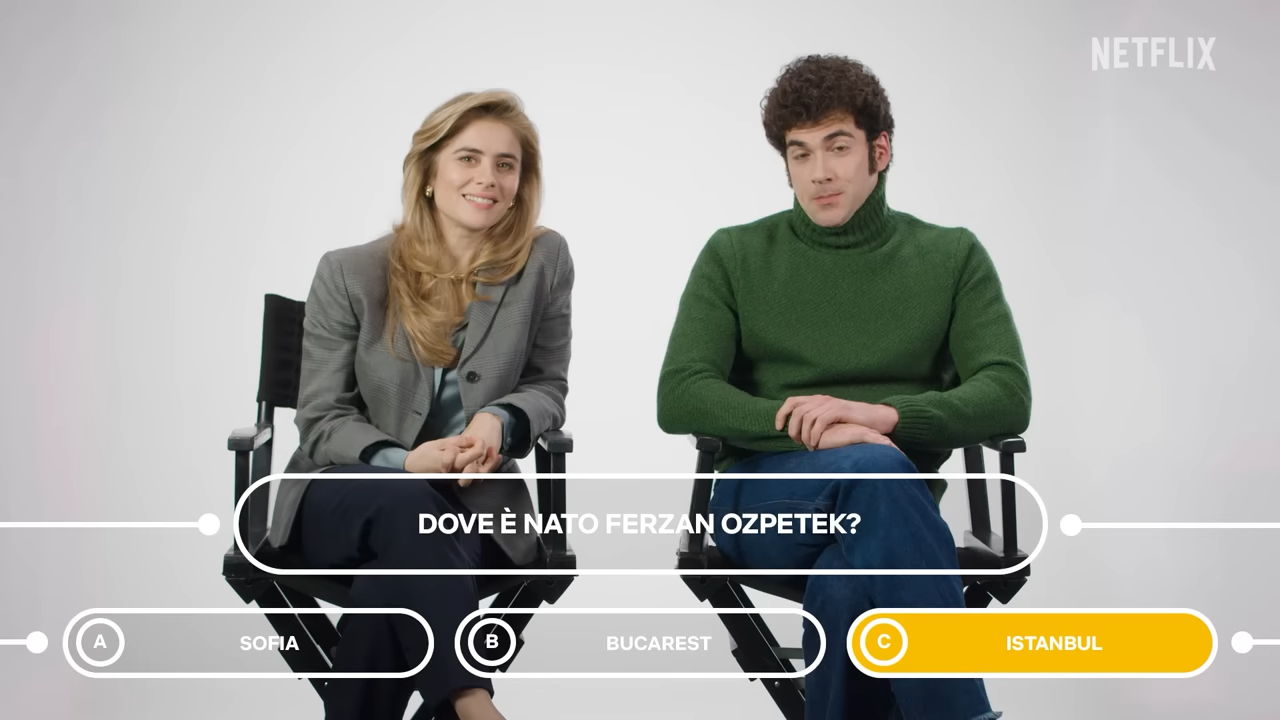 NETFLIX
DOVE È NATO FERZAN OZPETEK?
A SOFIA
B BUCAREST
C ISTANBUL